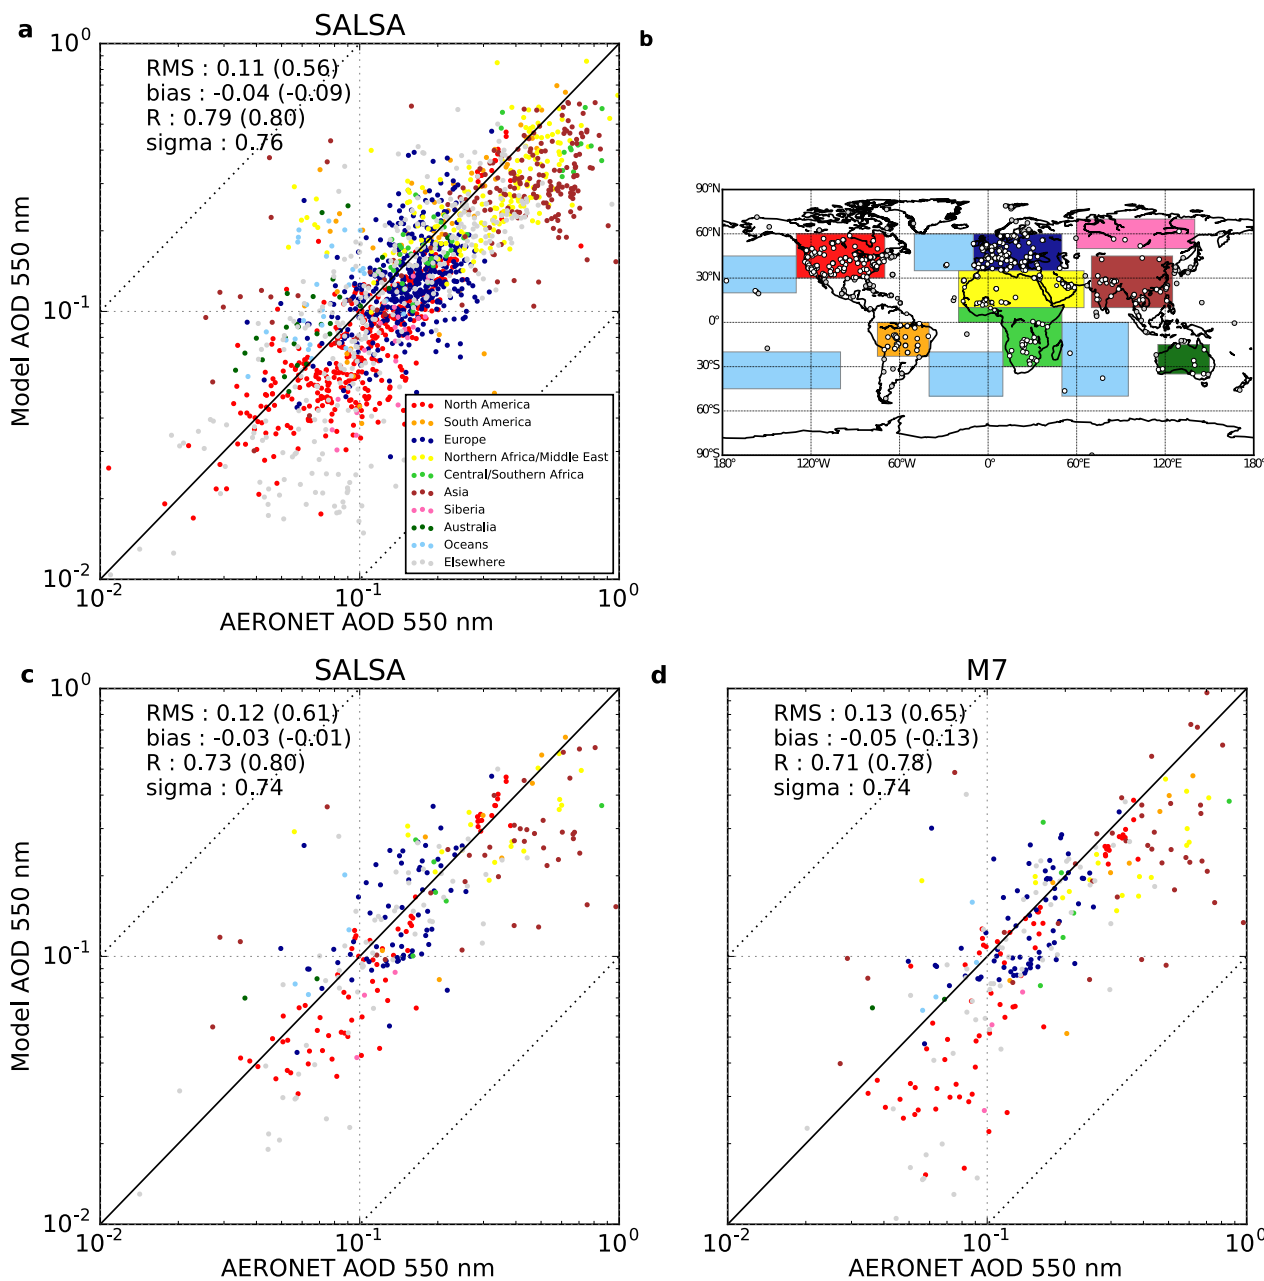 a
SALSA
RMS : 0.11 (0.56)
bias : -0.04 (-0.09)
R : 0.79 (0.80)
sigma : 0.76
10⁰
10⁻¹
10⁻²
Model AOD 550 nm
North America
South America
Europe
Northern Africa/Middle East
Central/Southern Africa
Asia
Siberia
Australia
Oceans
Elsewhere
10⁻²
10⁻¹
10⁰
AERONET AOD 550 nm
b
90°N
60°N
30°N
0°
30°S
60°S
90°S
180°
120°W
60°W
0°
60°E
120°E
180°
c
SALSA
RMS : 0.12 (0.61)
bias : -0.03 (-0.01)
R : 0.73 (0.80)
sigma : 0.74
10⁰
10⁻¹
10⁻²
Model AOD 550 nm
10⁻²
10⁻¹
10⁰
AERONET AOD 550 nm
d
M7
RMS : 0.13 (0.65)
bias : -0.05 (-0.13)
R : 0.71 (0.78)
sigma : 0.74
10⁻²
10⁻¹
10⁰
AERONET AOD 550 nm